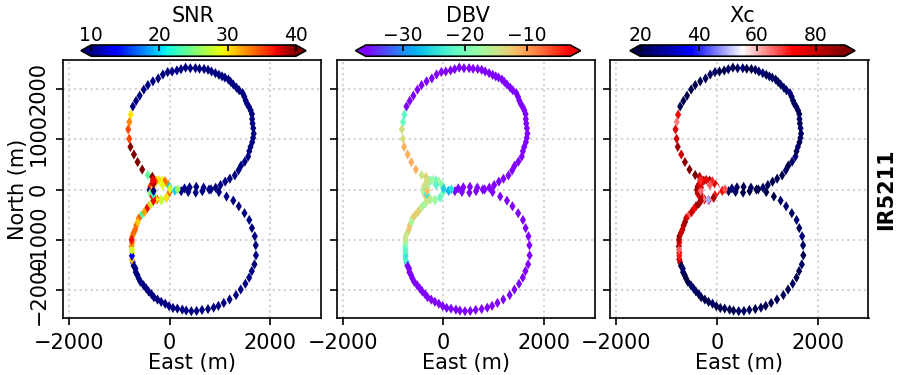 SNR DBV Xc
10 20 30 40 −30 −20 −10 20 40 60 80
2000
1000
0
−1000
−2000
North (m)
IR5211
−2000 0 2000 −2000 0 2000 −2000 0 2000
East (m) East (m) East (m)